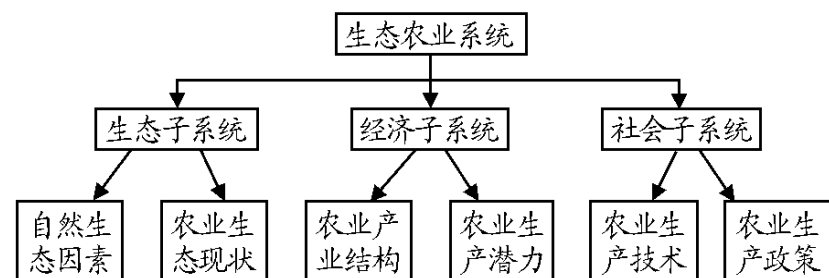 生态农业系统
生态子系统
经济子系统
社会子系统
自然生
态因素
农业生
态现状
农业产
业结构
农业生
产潜力
农业生
产技术
农业生
产政策